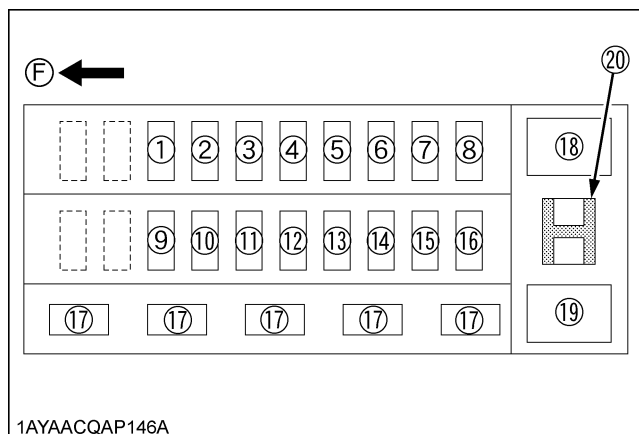 Ⓕ
⑳
① ② ③ ④ ⑤ ⑥ ⑦ ⑧ ⑱
⑨ ⑩ ⑪ ⑫ ⑬ ⑭ ⑮ ⑯
⑰ ⑰ ⑰ ⑰ ⑰ ⑲
1AYAACQAP146A